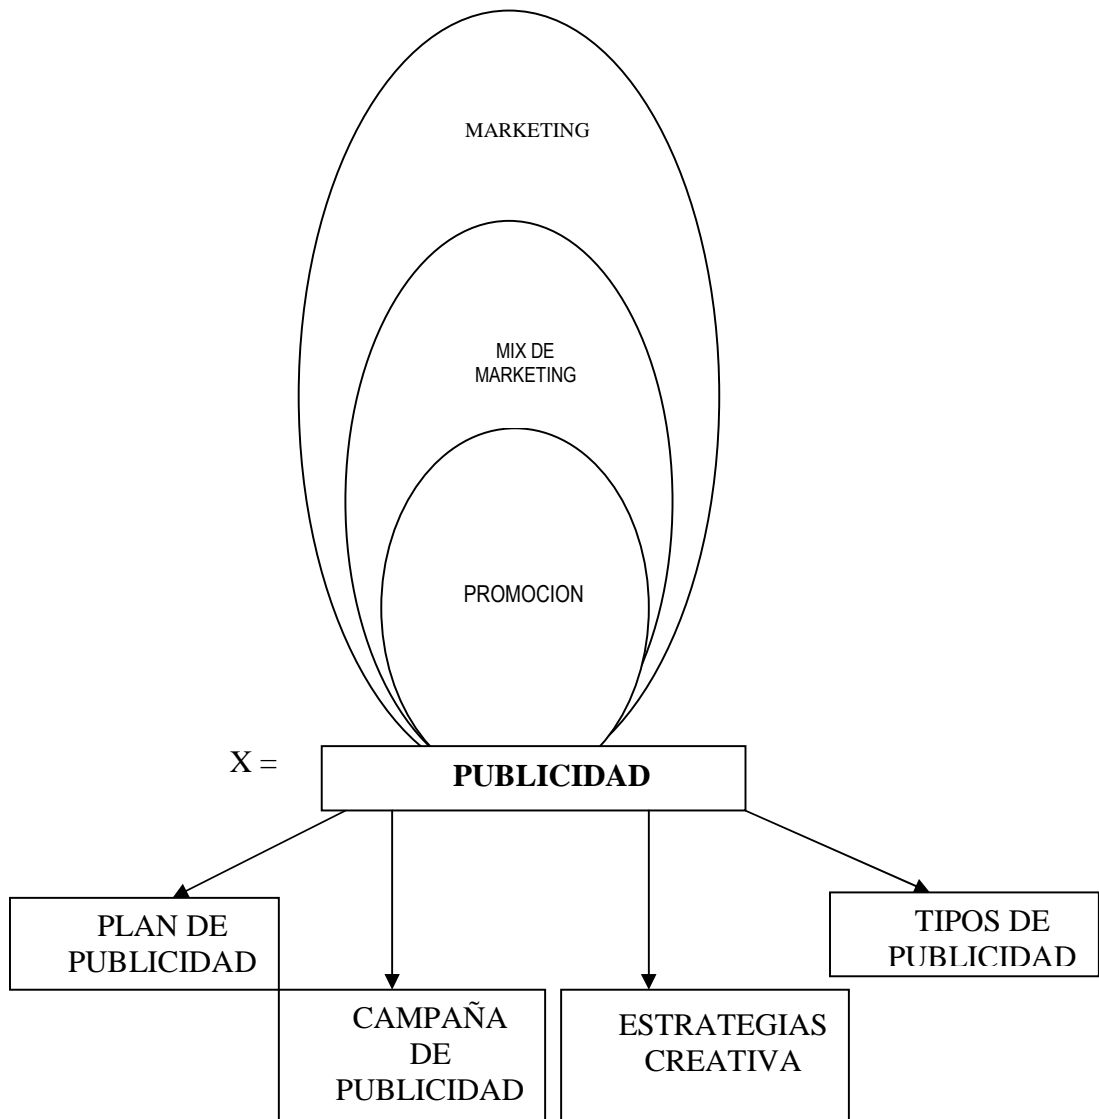 MARKETING
MIX DE
MARKETING
PROMOCION
X =
PUBLICIDAD
PLAN DE
PUBLICIDAD
TIPOS DE
PUBLICIDAD
CAMPAÑA
DE
PUBLICIDAD
ESTRATEGIAS
CREATIVA